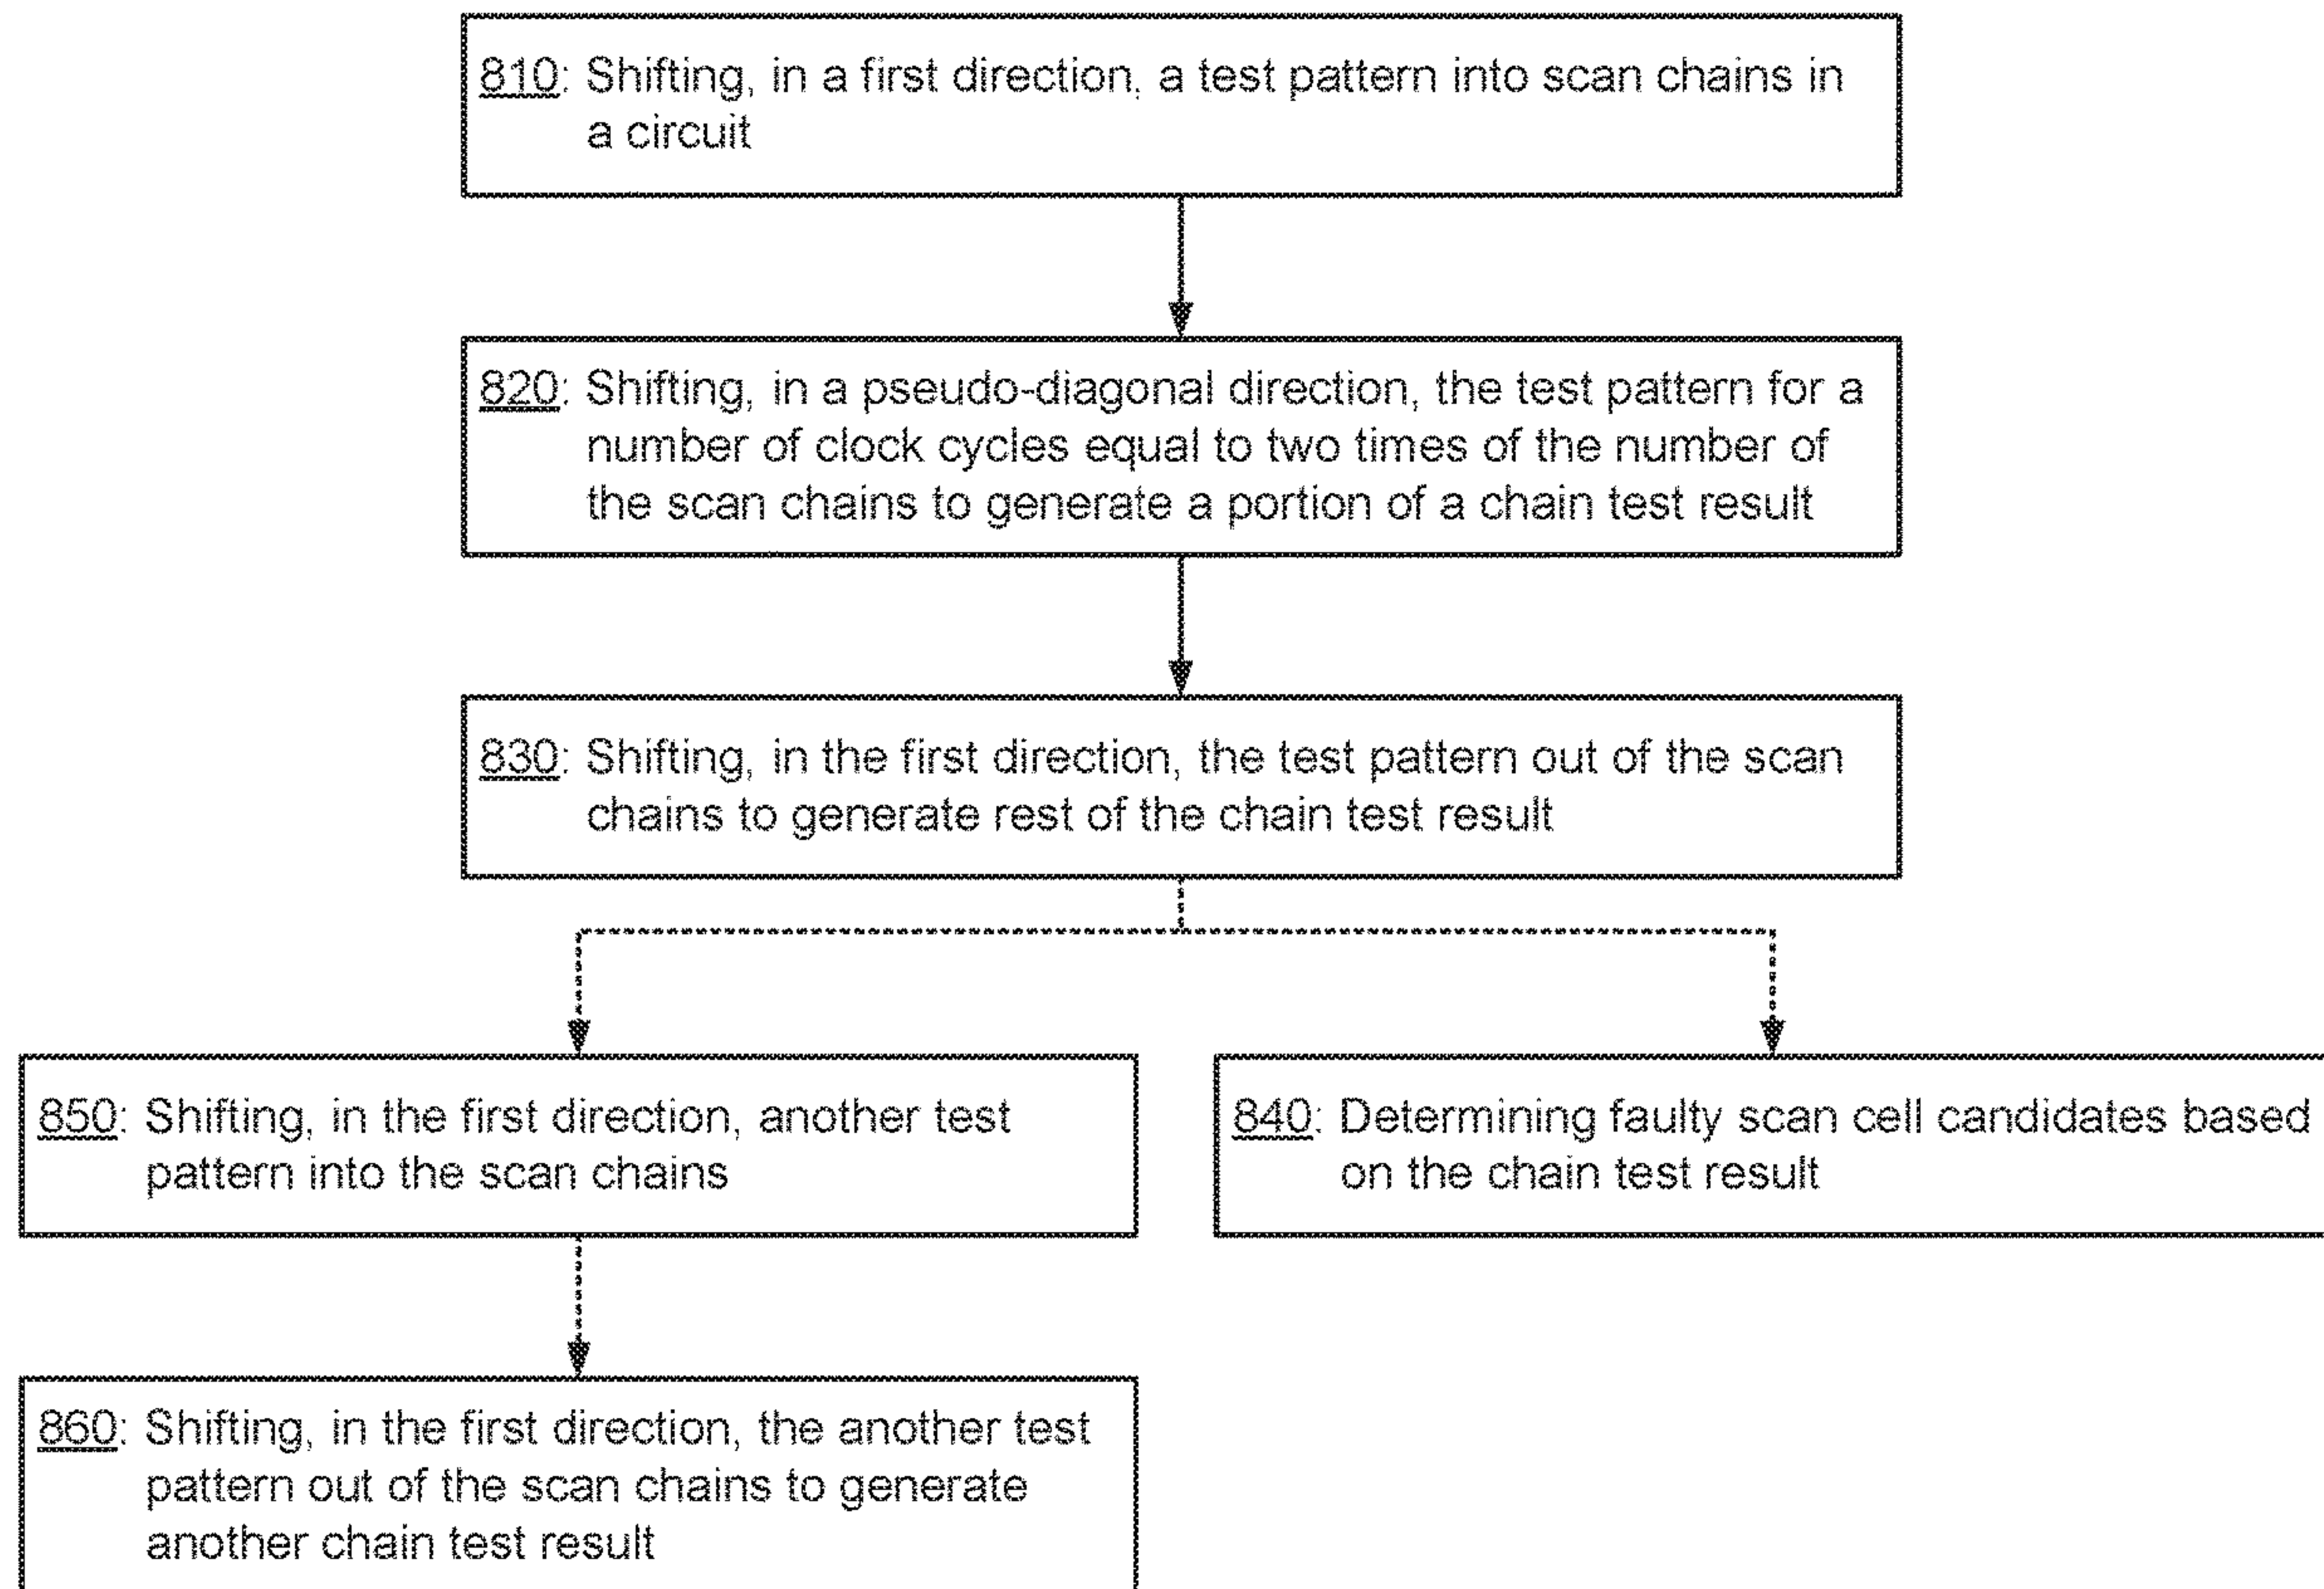 810: Shifting, in a first direction, a test pattern into scan chains in
a circuit
820: Shifting, in a pseudo-diagonal direction, the test pattern for a
number of clock cycles equal to two times of the number of
the scan chains to generate a portion of a chain test result
830: Shifting, in the first direction, the test pattern out of the scan
chains to generate rest of the chain test result
850: Shifting, in the first direction, another test
pattern into the scan chains
840: Determining faulty scan cell candidates based
on the chain test result
860: Shifting, in the first direction, the another test
pattern out of the scan chains to generate
another chain test result